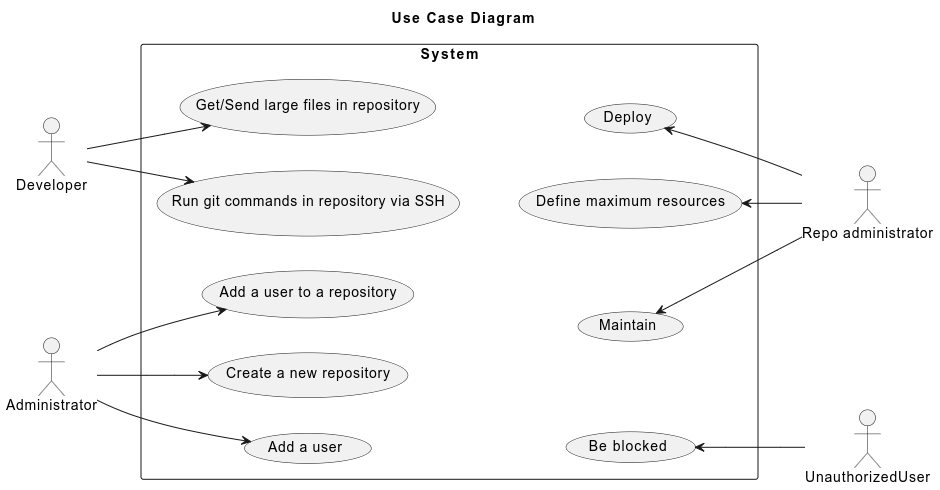 Use Case Diagram
System
Get/Send large files in repository
Deploy
Developer
Run git commands in repository via SSH
Define maximum resources
Repo administrator
Add a user to a repository
Maintain
Create a new repository
Administrator
Add a user
Be blocked
UnauthorizedUser